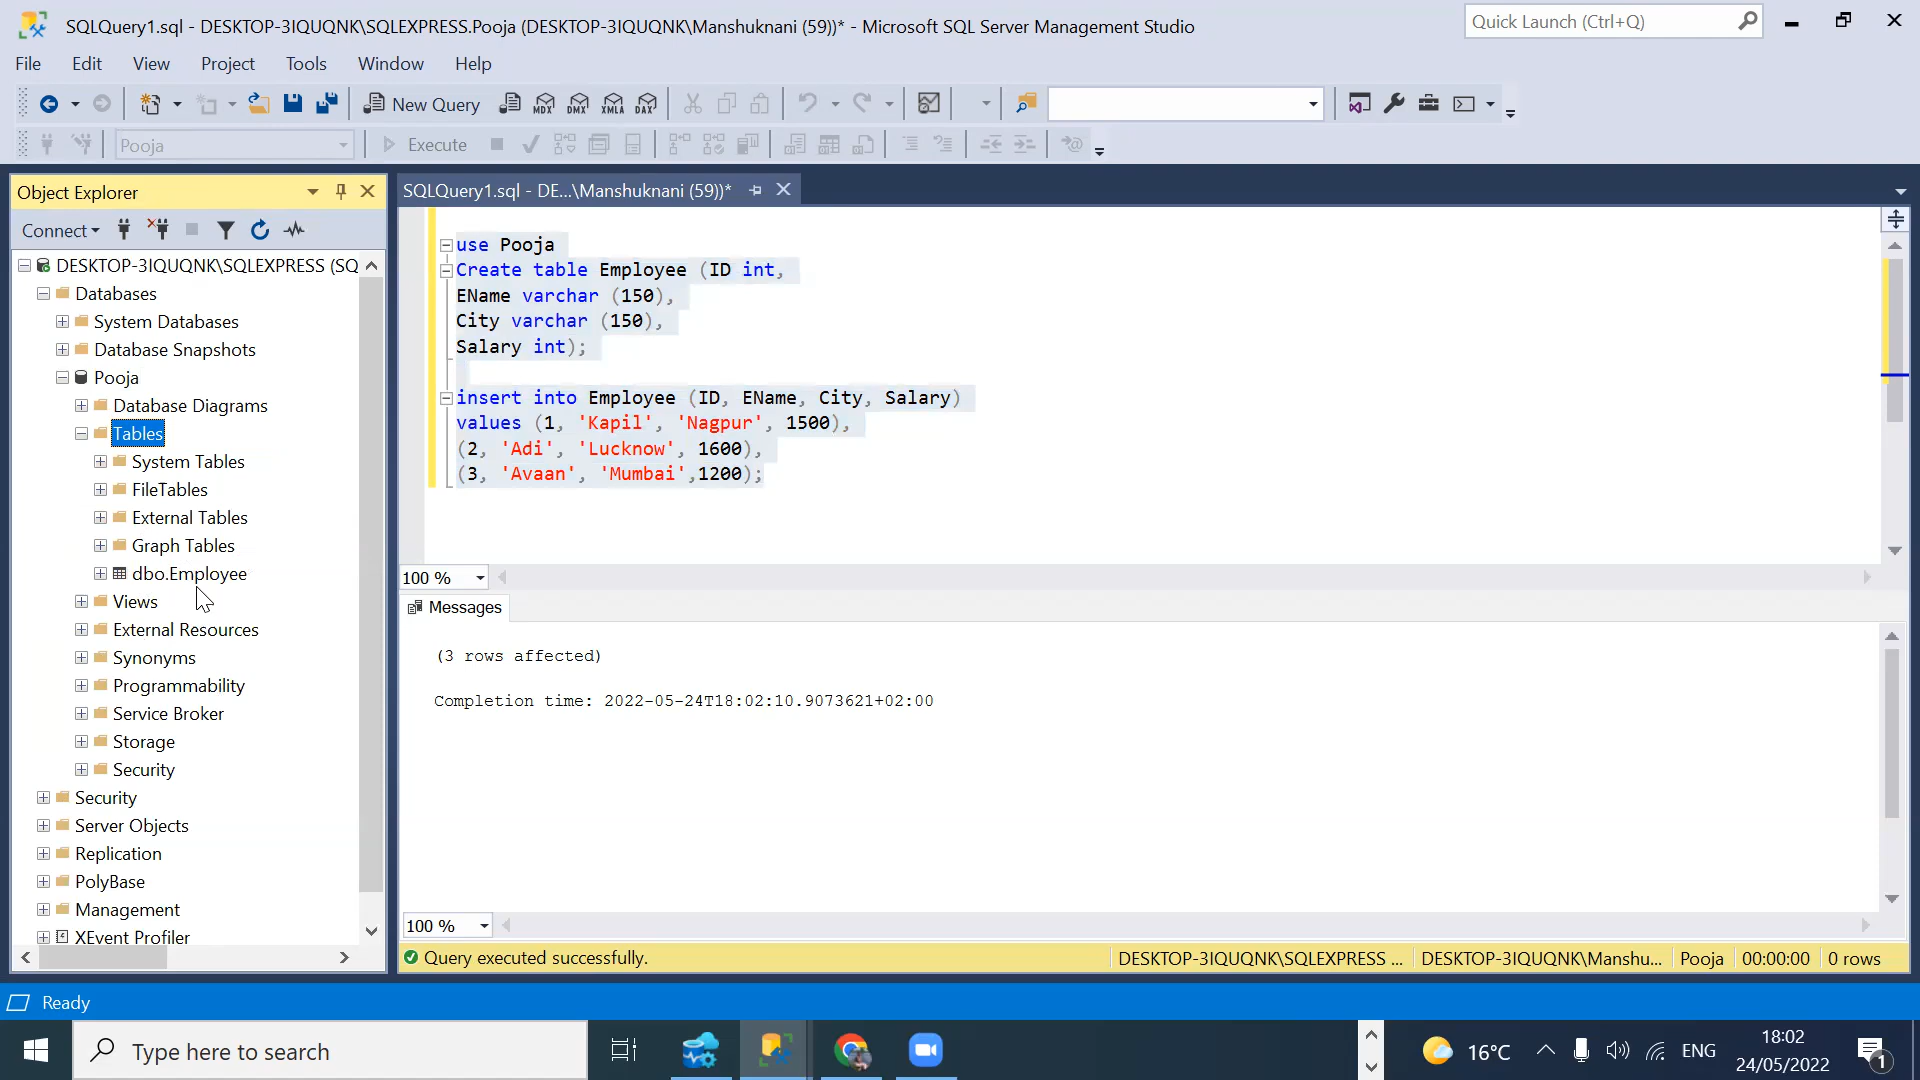 SQLQuery1.sql - DESKTOP-3IQUQNK\SQLEXPRESS.Pooja (DESKTOP-3IQUQNK\Manshuknani (59))* - Microsoft SQL Server Management Studio
Quick Launch (Ctrl+Q)
File Edit View Project Tools Window Help
New Query MDX DMX XMLA DAX
Pooja Execute
Object Explorer
Connect
DESKTOP-3IQUQNK\SQLEXPRESS (SQ
Databases
System Databases
Database Snapshots
Pooja
Database Diagrams
Tables
System Tables
FileTables
External Tables
Graph Tables
dbo.Employee
Views
External Resources
Synonyms
Programmability
Service Broker
Storage
Security
Security
Server Objects
Replication
PolyBase
Management
XEvent Profiler
SQLQuery1.sql - DE...\Manshuknani (59))*
use Pooja
Create table Employee (ID int,
EName varchar (150),
City varchar (150),
Salary int);
insert into Employee (ID, EName, City, Salary)
values (1, 'Kapil', 'Nagpur', 1500),
(2, 'Adi', 'Lucknow', 1600),
(3, 'Avaan', 'Mumbai',1200);
100 %
Messages
(3 rows affected)
Completion time: 2022-05-24T18:02:10.9073621+02:00
100 %
Query executed successfully. DESKTOP-3IQUQNK\SQLEXPRESS ... DESKTOP-3IQUQNK\Manshu... Pooja 00:00:00 0 rows
Ready
Type here to search
16°C ENG
18:02
24/05/2022
1